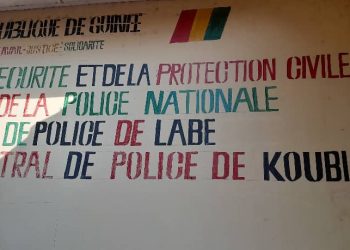 UBLIQUE DE GUINEE
AVAIL-JUSTICE-SOLIDARITE
ECURITE ET DE LA PROTECTION CIVILE
DE LA POLICE NATIONALE
DE POLICE DE LABE
TRAL DE POLICE DE KOUBI